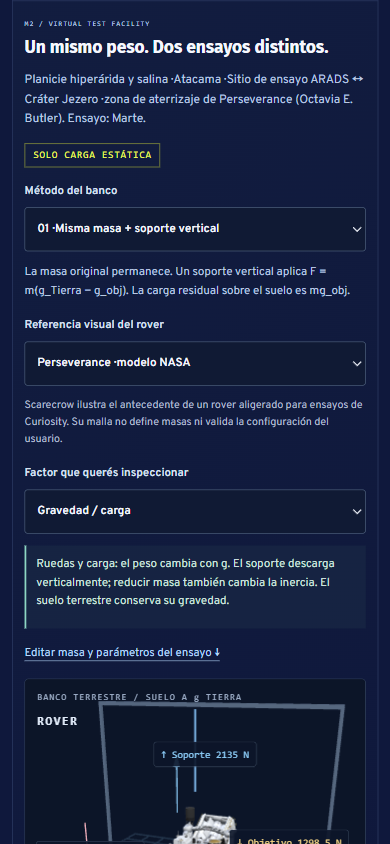 M2 / VIRTUAL TEST FACILITY
Un mismo peso. Dos ensayos distintos.
Planicie hiperárida y salina ·Atacama ·Sitio de ensayo ARADS ↔
Cráter Jezero ·zona de aterrizaje de Perseverance (Octavia E.
Butler). Ensayo: Marte.
SOLO CARGA ESTÁTICA
Método del banco
01 ·Misma masa + soporte vertical
La masa original permanece. Un soporte vertical aplica F =
m(g_Tierra − g_obj). La carga residual sobre el suelo es mg_obj.
Referencia visual del rover
Perseverance ·modelo NASA
Scarecrow ilustra el antecedente de un rover aligerado para ensayos de
Curiosity. Su malla no define masas ni valida la configuración del
usuario.
Factor que querés inspeccionar
Gravedad / carga
Ruedas y carga: el peso cambia con g. El soporte descarga
verticalmente; reducir masa también cambia la inercia. El
suelo terrestre conserva su gravedad.
Editar masa y parámetros del ensayo ↓
BANCO TERRESTRE / SUELO A g TIERRA
ROVER
↑ Soporte 2135 N
↓ Objetivo 1298.5 N